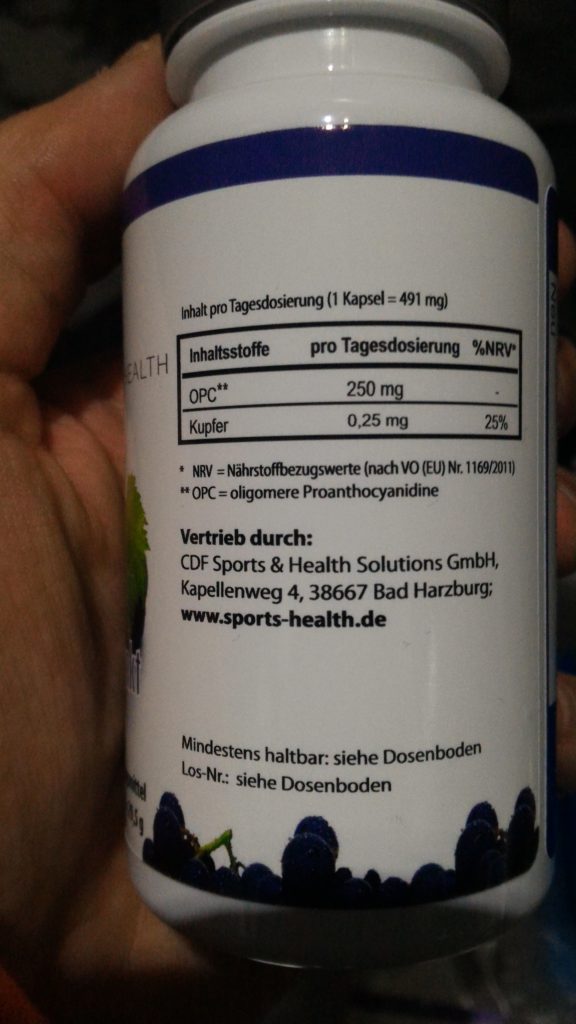 Inhalt pro Tagesdosierung (1 Kapsel = 491 mg)
HEALTH
Inhaltsstoffe pro Tagesdosierung %NRV*
OPC** 250 mg -
Kupfer 0,25 mg 25%
* NRV = Nährstoffbezugswerte (nach VO (EU) Nr. 1169/2011)
** OPC = oligomere Proanthocyanidine
Vertrieb durch:
CDF Sports & Health Solutions GmbH,
Kapellenweg 4, 38667 Bad Harzburg;
www.sports-health.de
Mindestens haltbar: siehe Dosenboden
Los-Nr.: siehe Dosenboden